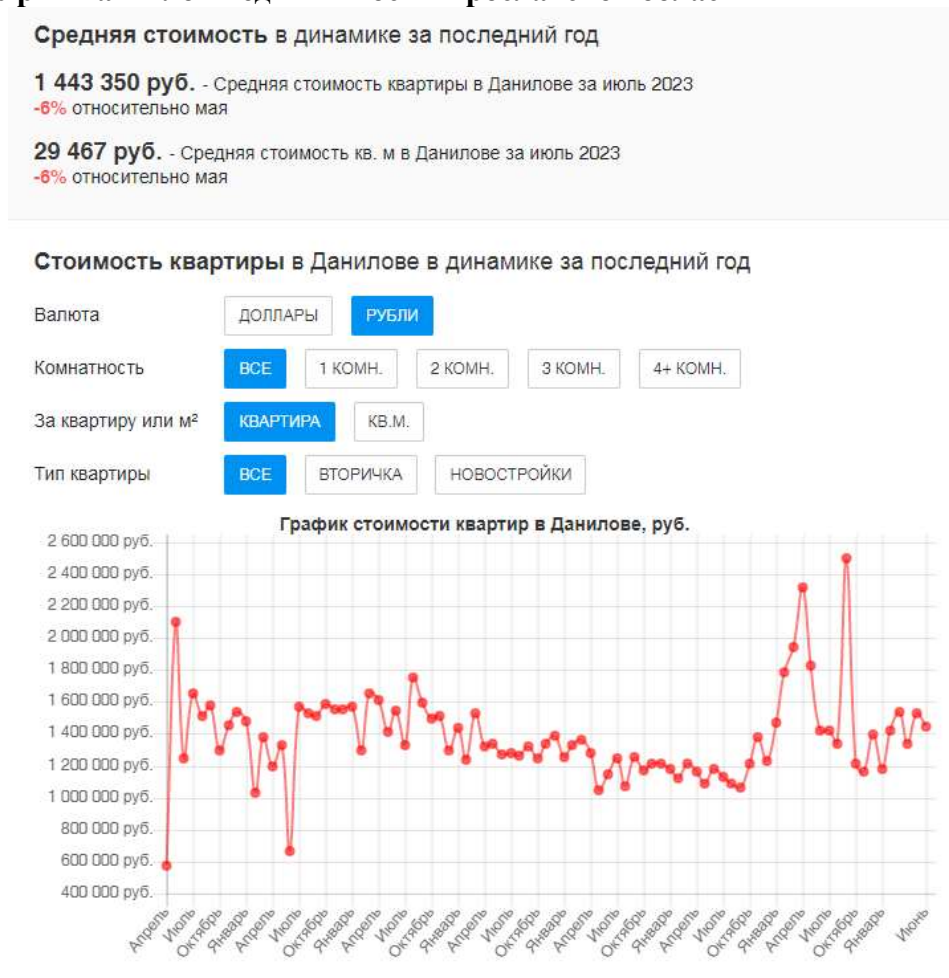 Средняя стоимость в динамике за последний год
1 443 350 руб. - Средняя стоимость квартиры в Данилове за июль 2023
-6% относительно мая
29 467 руб. - Средняя стоимость кв. м в Данилове за июль 2023
-6% относительно мая
Стоимость квартиры в Данилове в динамике за последний год
Валюта ДОЛЛАРЫ РУБЛИ
Комнатность ВСЕ 1 КОМН. 2 КОМН. 3 КОМН. 4+ КОМН.
За квартиру или м² КВАРТИРА КВ.М.
Тип квартиры ВСЕ ВТОРИЧКА НОВОСТРОЙКИ
График стоимости квартир в Данилове, руб.
2 600 000 руб.
2 400 000 руб.
2 200 000 руб.
2 000 000 руб.
1 800 000 руб.
1 600 000 руб.
1 400 000 руб.
1 200 000 руб.
1 000 000 руб.
800 000 руб.
600 000 руб.
400 000 руб.
Апрель Июль Октябрь Январь Апрель Июль Октябрь Январь Апрель Июль Октябрь Январь Апрель Июль Октябрь Январь Апрель Июль Октябрь Январь Апрель Июль Октябрь Январь Апрель Июль Октябрь Январь Июнь